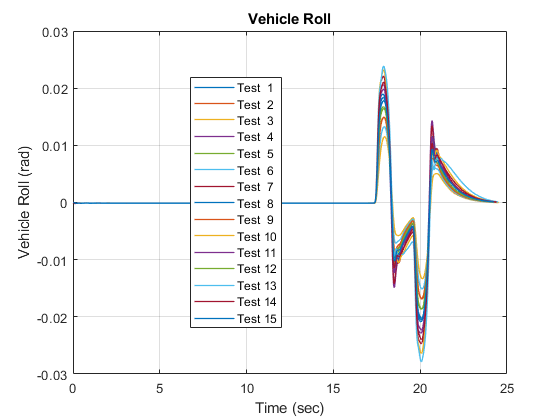 Vehicle Roll
Vehicle Roll (rad)
0.03
0.02
0.01
0
-0.01
-0.02
-0.03
Test 1
Test 2
Test 3
Test 4
Test 5
Test 6
Test 7
Test 8
Test 9
Test 10
Test 11
Test 12
Test 13
Test 14
Test 15
0 5 10 15 20 25
Time (sec)